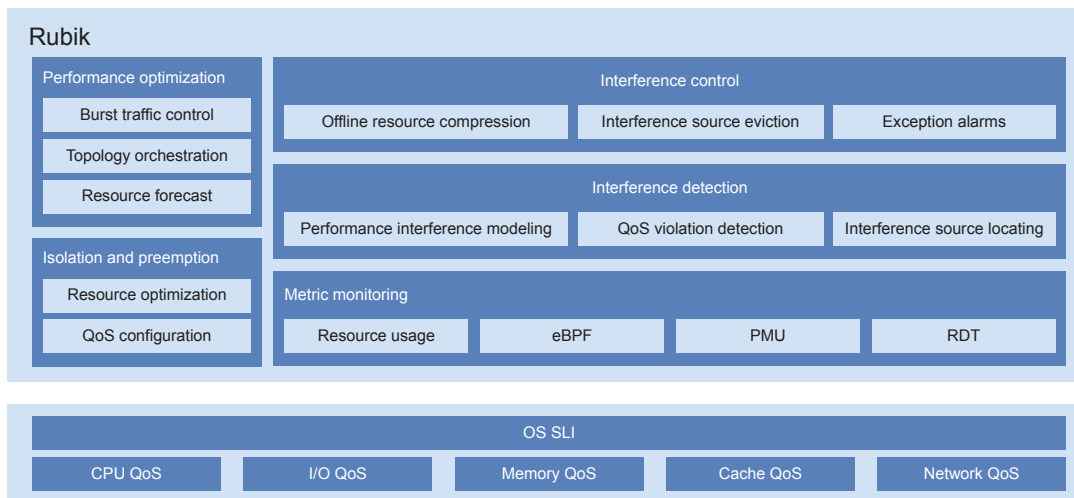 Rubik
Performance optimization
Burst traffic control
Topology orchestration
Resource forecast
Isolation and preemption
Resource optimization
QoS configuration
Interference control
Offline resource compression
Interference source eviction
Exception alarms
Interference detection
Performance interference modeling
QoS violation detection
Interference source locating
Metric monitoring
Resource usage
eBPF
PMU
RDT
OS SLI
CPU QoS
I/O QoS
Memory QoS
Cache QoS
Network QoS